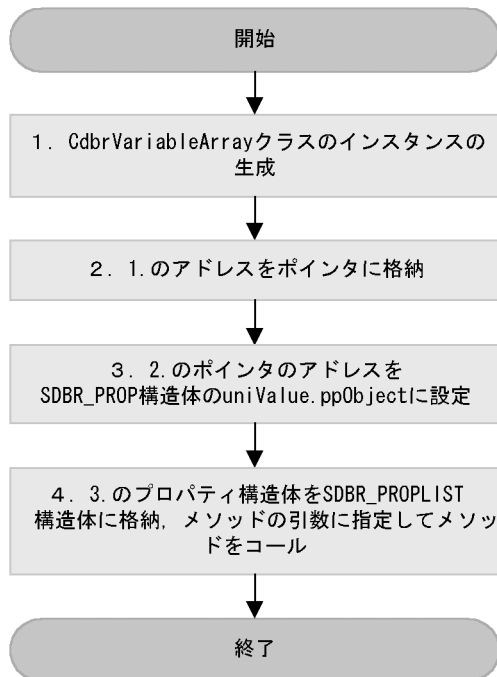 開始
1. CdbrVariableArrayクラスのインスタンスの
生成
2. 1.のアドレスをポインタに格納
3. 2.のポインタのアドレスを
SDBR_PROP構造体のuniValue.ppObjectに設定
4. 3.のプロパティ構造体をSDBR_PROPLIST
構造体に格納, メソッドの引数に指定してメソッ
ドをコール
終了